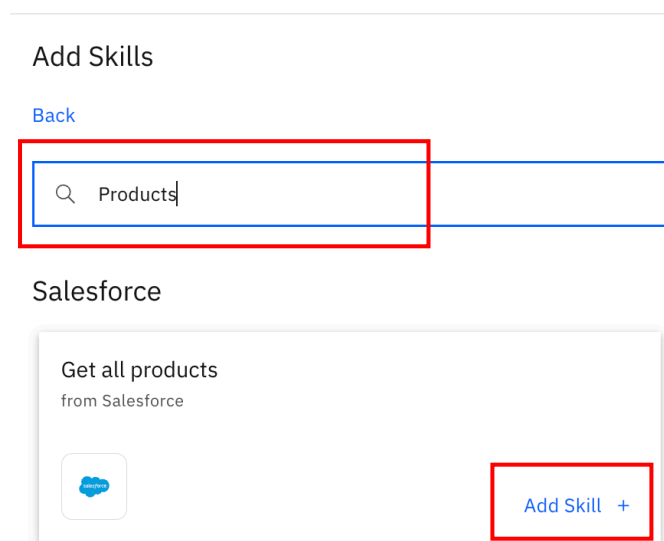 Add Skills
Back
Products
Salesforce
Get all products
from Salesforce
salesforce
Add Skill +